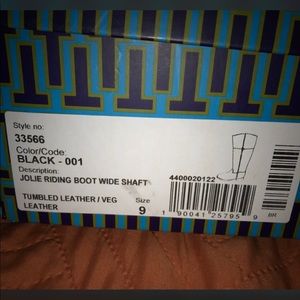 Style no:
33566
Color/Code:
BLACK - 001
Description:
JOLIE RIDING BOOT WIDE SHAFT
4400020122
TUMBLED LEATHER / VEG
LEATHER
Size
9
1 90041 25795 9
BR